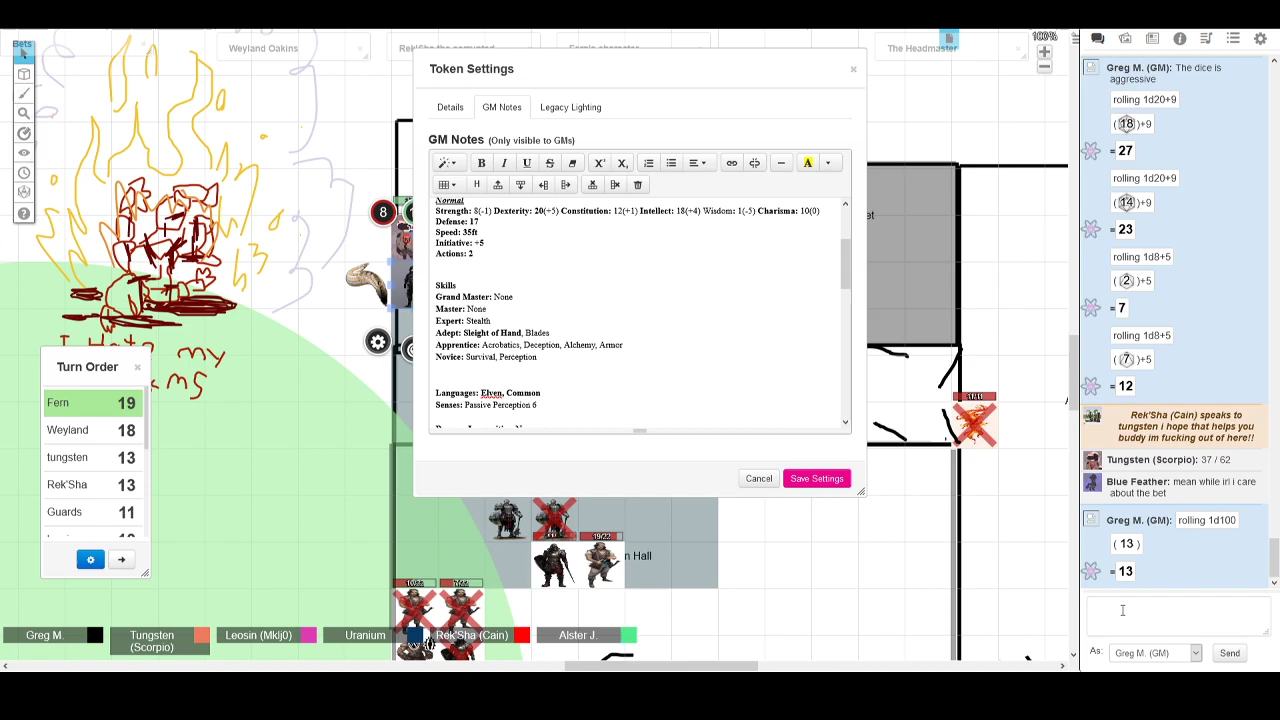 Bets
Weyland Oakins
The Headmaster
100%
Token Settings
Details
GM Notes
Legacy Lighting
GM Notes (Only visible to GMs)
Normal
Strength: 8(-1) Dexterity: 20(+5) Constitution: 12(+1) Intellect: 18(+4) Wisdom: 1(-5) Charisma: 10(0)
Defense: 17
Speed: 35ft
Initiative: +5
Actions: 2
Skills
Grand Master: None
Master: None
Expert: Stealth
Adept: Sleight of Hand, Blades
Apprentice: Acrobatics, Deception, Alchemy, Armor
Novice: Survival, Perception
Languages: Elven, Common
Senses: Passive Perception 6
Cancel
Save Settings
8
I Hate my
Turn Order
Fern 19
Weyland 18
tungsten 13
Rek'Sha 13
Guards 11
11/11
19/22
n Hall
Greg M.
Tungsten
(Scorpio)
Leosin (Mklj0)
Uranium
Rek'Sha (Cain)
Alster J.
Greg M. (GM): The dice is
aggressive
rolling 1d20+9
(18)+9
= 27
rolling 1d20+9
(14)+9
= 23
rolling 1d8+5
(2)+5
= 7
rolling 1d8+5
(7)+5
= 12
Rek'Sha (Cain) speaks to
tungsten i hope that helps you
buddy im fucking out of here!!
Tungsten (Scorpio): 37 / 62
Blue Feather: mean while irl i care
about the bet
Greg M. (GM): rolling 1d100
(13)
= 13
As: Greg M. (GM)
Send